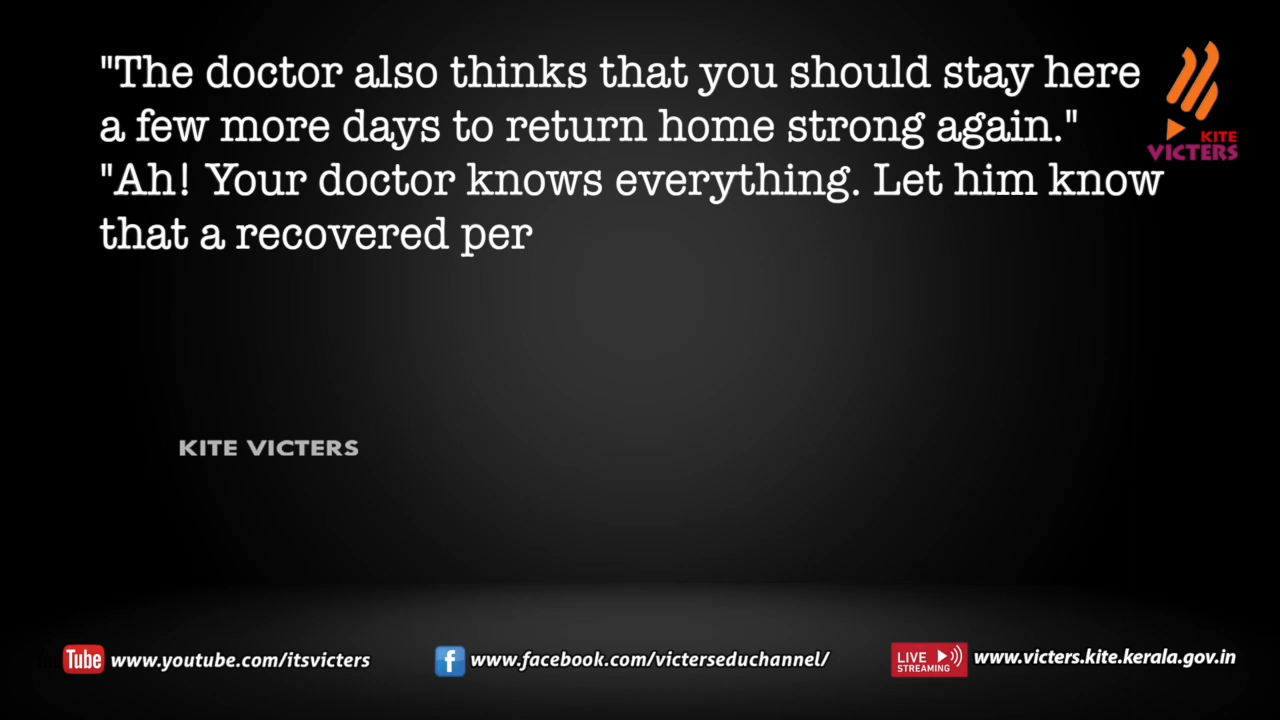 "The doctor also thinks that you should stay here
a few more days to return home strong again."
"Ah! Your doctor knows everything. Let him know
that a recovered per
KITE
VICTERS
KITE VICTERS
Tube www.youtube.com/itsvicters
f www.facebook.com/victerseduchannel/
LIVE
STREAMING
www.victers.kite.kerala.gov.in